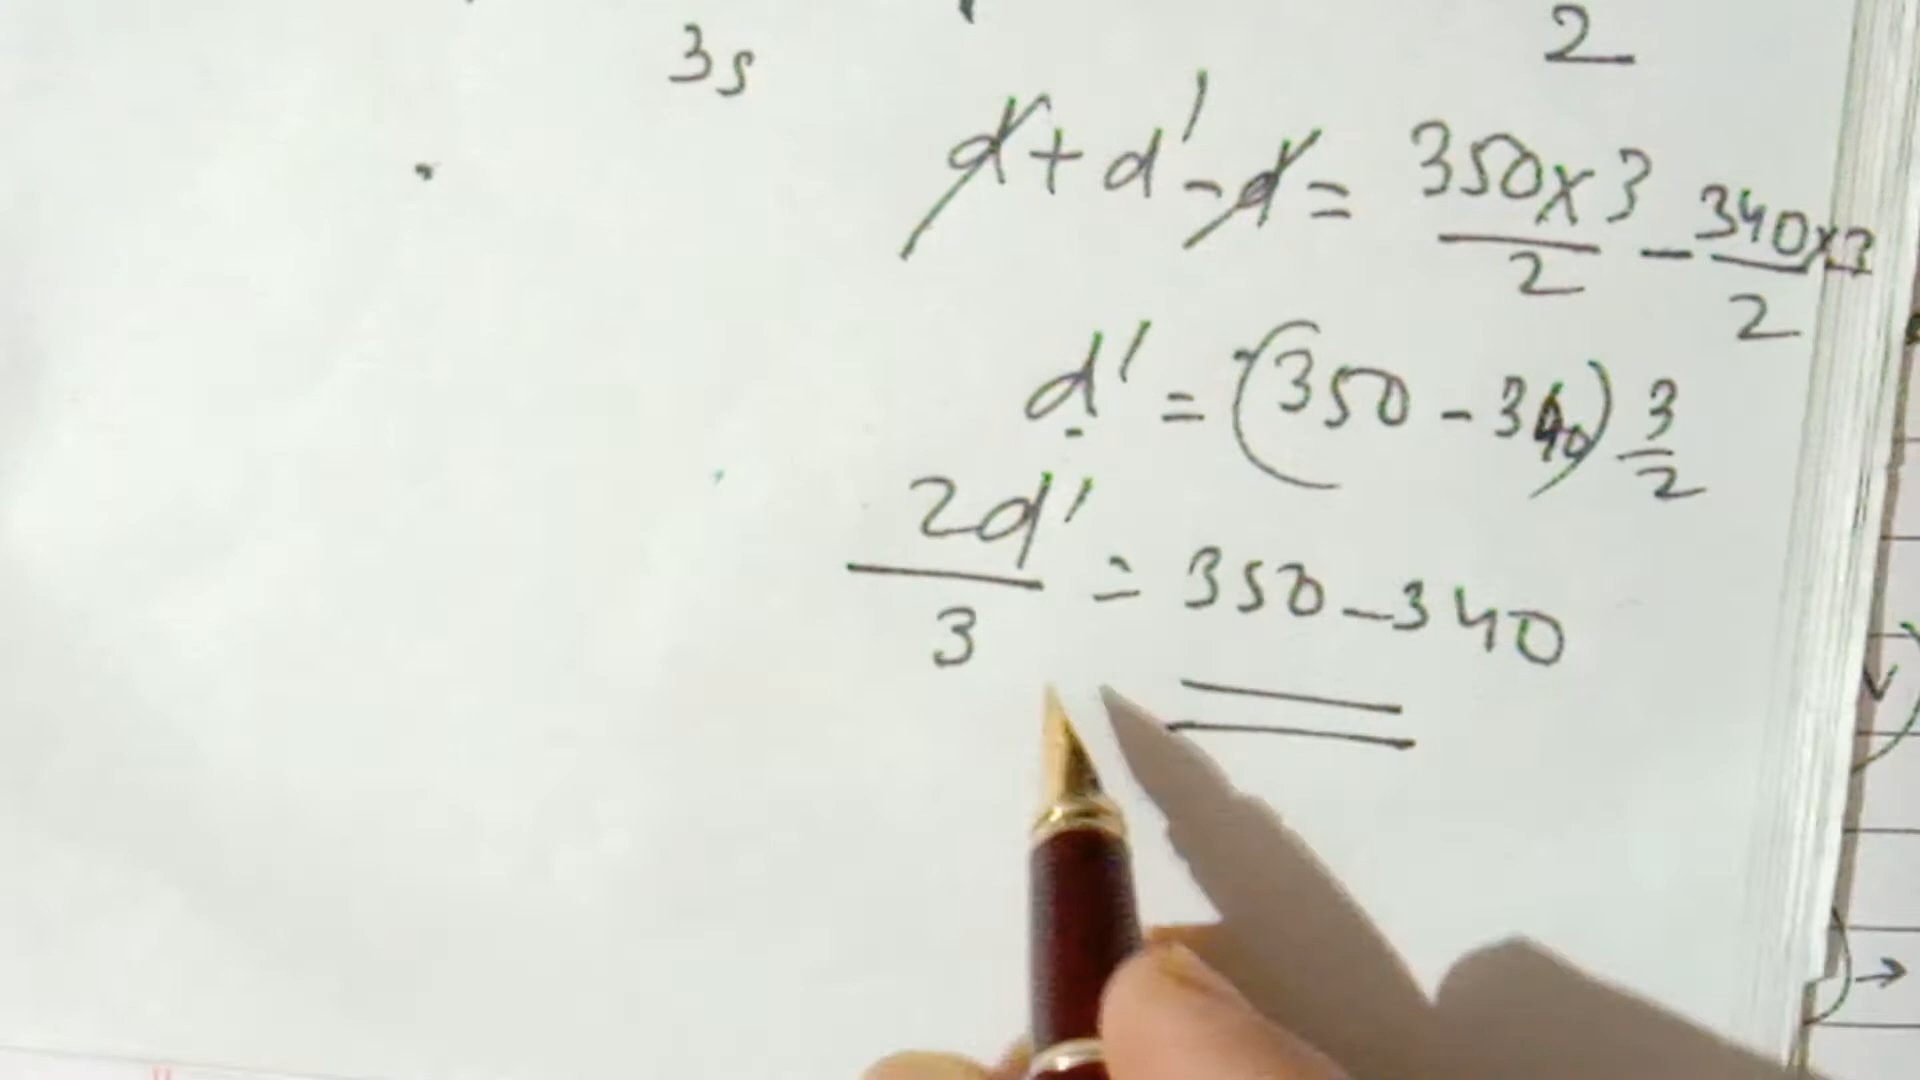 2
3s
d + d' - d = 350x3/2 - 340x3/2
d' = (350 - 340) 3/2
2d'/3 = 350 - 340